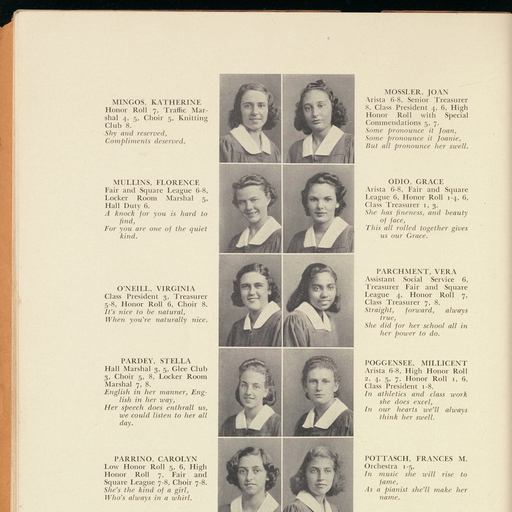 MINGOS, KATHERINE
Honor Roll 7, Traffic Mar-
shal 4, 5, Choir 5, Knitting
Club 8.
Shy and reserved,
Compliments deserved.
MULLINS, FLORENCE
Fair and Square League 6-8,
Locker Room Marshal 5,
Hall Duty 6.
A knock for you is hard to
find,
For you are one of the quiet
kind.
O'NEILL, VIRGINIA
Class President 3, Treasurer
5-8, Honor Roll 6, Choir 8.
It's nice to be natural,
When you're naturally nice.
PARDEY, STELLA
Hall Marshal 3, 5, Glee Club
3, Choir 5, 8, Locker Room
Marshal 7, 8.
English in her manner, Eng-
lish in her way,
Her speech does enthrall us,
we could listen to her all
day.
PARRINO, CAROLYN
Low Honor Roll 5, 6, High
Honor Roll 7, Fair and
Square League 7-8, Choir 7-8.
She's the kind of a girl,
Who's always in a whirl.
MOSSLER, JOAN
Arista 6-8, Senior Treasurer
8, Class President 4, 6, High
Honor Roll with Special
Commendations 5, 7.
Some pronounce it Joan,
Some pronounce it Joanie,
But all pronounce her swell.
ODIO, GRACE
Arista 6-8, Fair and Square
League 6, Honor Roll 1-4, 6,
Class Treasurer 1, 3.
She has fineness, and beauty
of face,
This all rolled together gives
us our Grace.
PARCHMENT, VERA
Assistant Social Service 6,
Treasurer Fair and Square
League 4, Honor Roll 7,
Class Treasurer 7, 8.
Straight, forward, always
true,
She did for her school all in
her power to do.
POGGENSEE, MILLICENT
Arista 6-8, High Honor Roll
2, 4, 5, 7, Honor Roll 1, 6,
Class President 1-8.
In athletics and class work
she does excel,
In our hearts we'll always
think her swell.
POTTASCH, FRANCES M.
Orchestra 1-5.
In music she will rise to
fame,
As a pianist she'll make her
name.